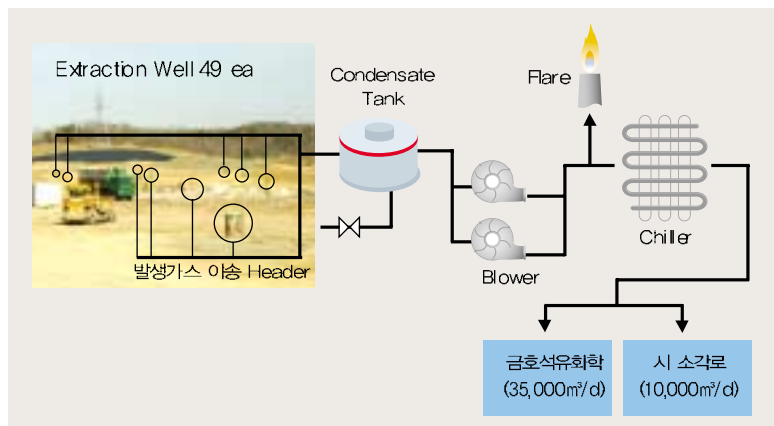 Extraction Well 49 ea
Condensate
Tank
Flare
Chiller
Blower
발생가스 이송 Header
금호석유화학
(35,000㎥/d)
시 소각로
(10,000㎥/d)